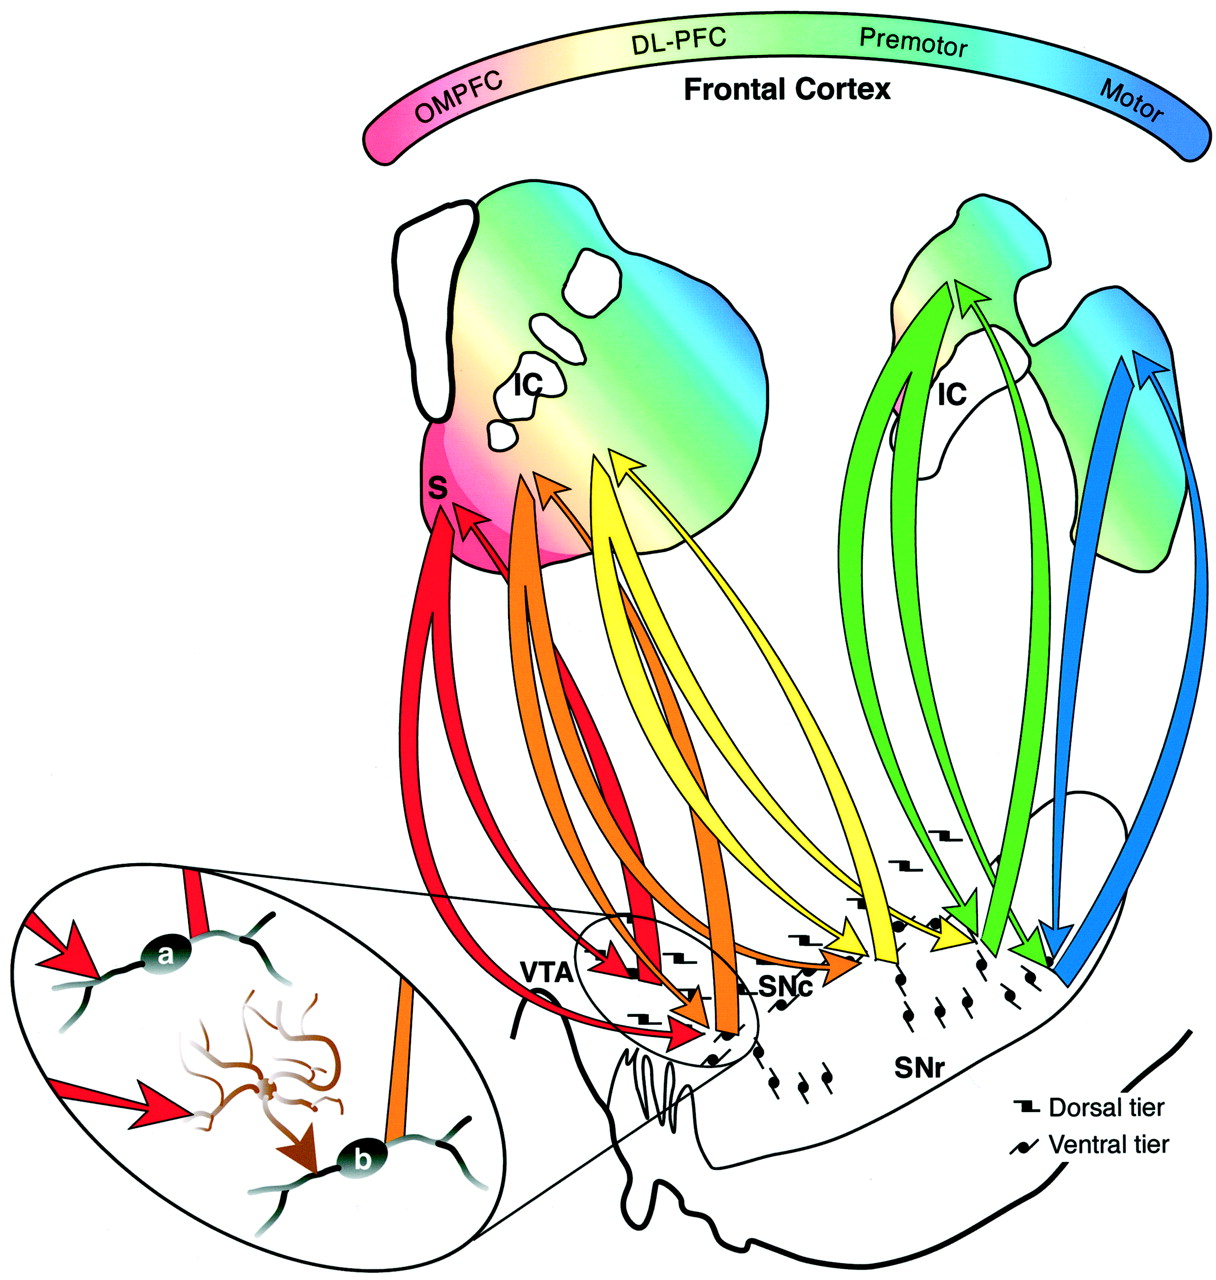 OMPFC
DL-PFC
Premotor
Motor
Frontal Cortex
IC
IC
S
VTA
SNc
SNr
a
b
Dorsal tier
Ventral tier